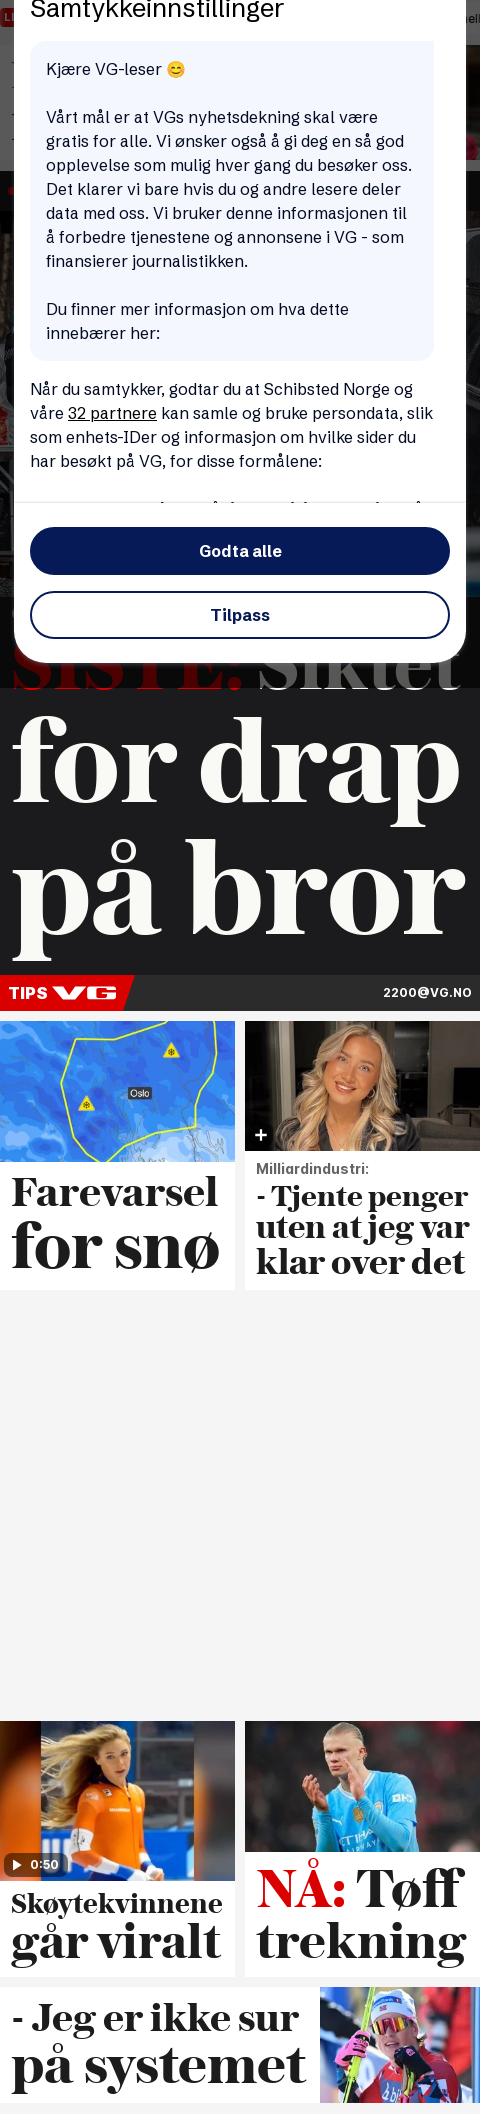 Samtykkeinnstillinger
Kjære VG-leser 😊
Vårt mål er at VGs nyhetsdekning skal være
gratis for alle. Vi ønsker også å gi deg en så god
opplevelse som mulig hver gang du besøker oss.
Det klarer vi bare hvis du og andre lesere deler
data med oss. Vi bruker denne informasjonen til
å forbedre tjenestene og annonsene i VG - som
finansierer journalistikken.
Du finner mer informasjon om hva dette
innebærer her:
Når du samtykker, godtar du at Schibsted Norge og
våre 32 partnere kan samle og bruke persondata, slik
som enhets-IDer og informasjon om hvilke sider du
har besøkt på VG, for disse formålene:
Godta alle
Tilpass
SISTE: Siktet
for drap
på bror
TIPS VG
2200@VG.NO
Oslo
Farevarsel
for snø
Milliardindustri:
- Tjente penger
uten at jeg var
klar over det
0:50
Skøytekvinnene
går viralt
NÅ: Tøff
trekning
- Jeg er ikke sur
på systemet